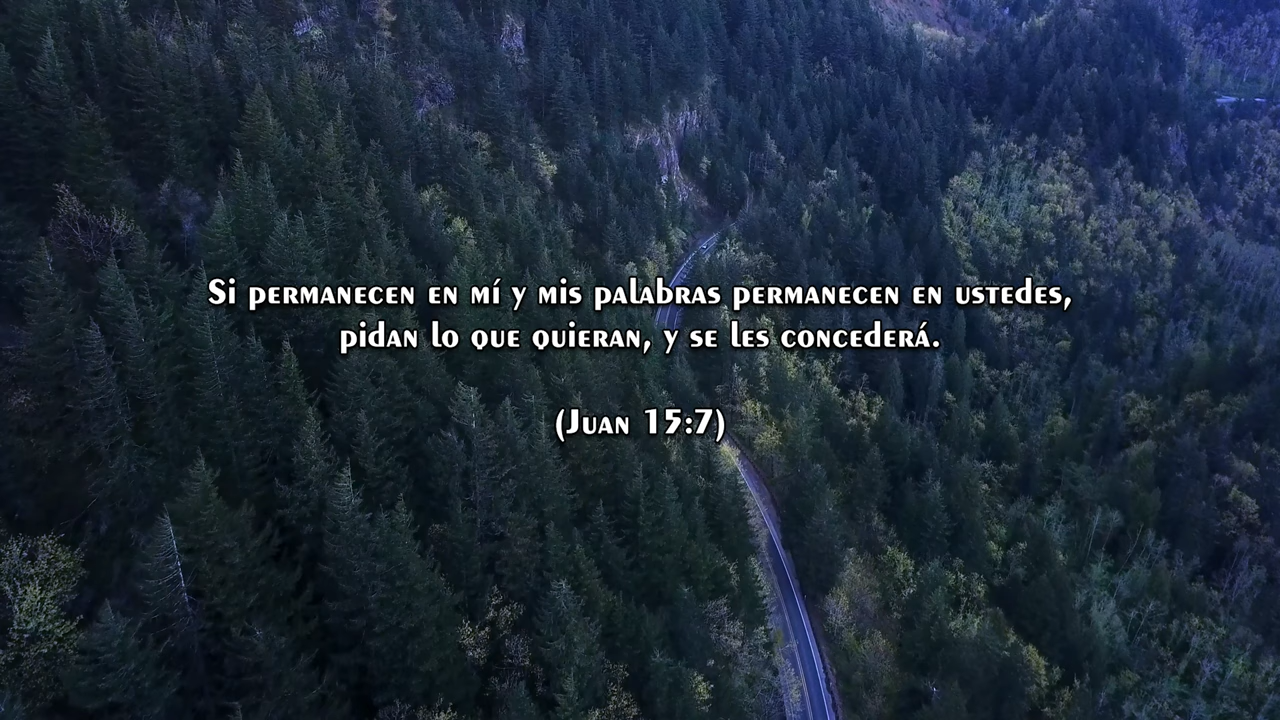 Si permanecen en mí y mis palabras permanecen en ustedes,
pidan lo que quieran, y se les concederá.
(Juan 15:7)